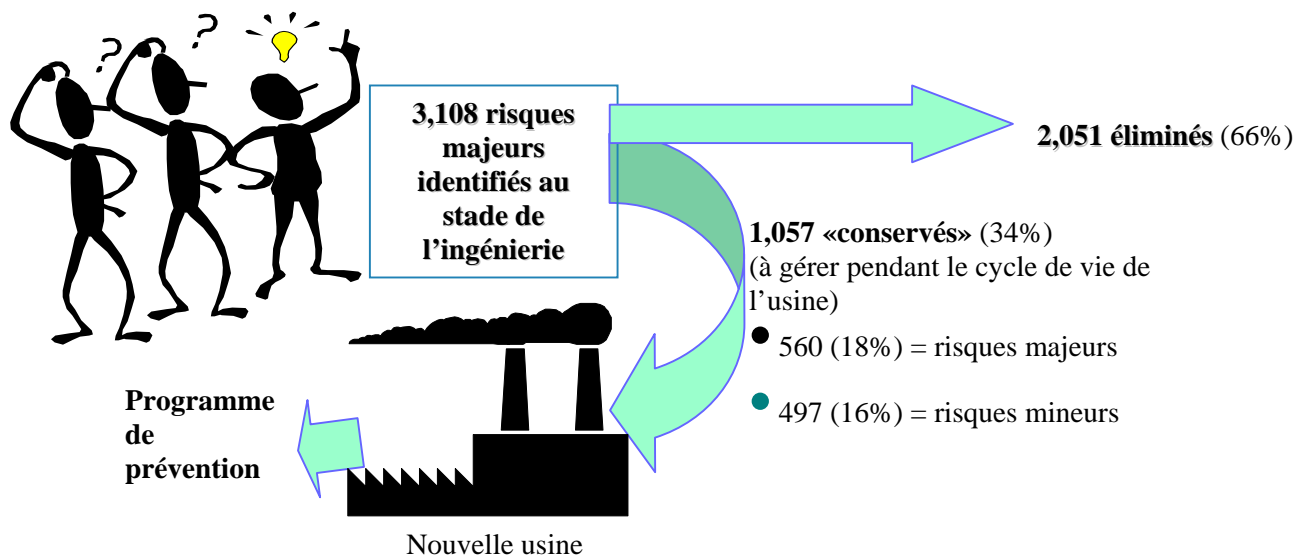 ?
?
3,108 risques
majeurs
identifiés au
stade de
l’ingénierie
2,051 éliminés (66%)
1,057 «conservés» (34%)
(à gérer pendant le cycle de vie de
l’usine)
● 560 (18%) = risques majeurs
● 497 (16%) = risques mineurs
Programme
de
prévention
Nouvelle usine